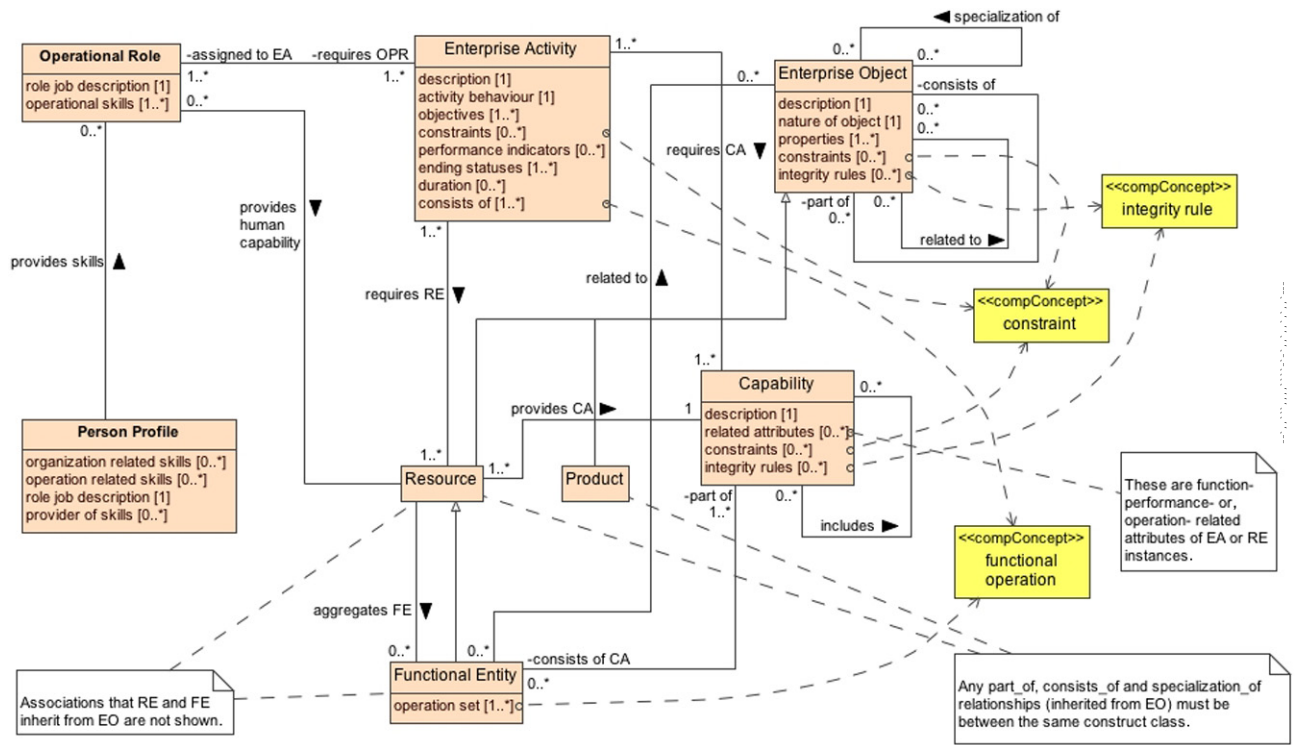 specialization of
0..*
0..*
Operational Role
role job description [1]
operational skills [1..*]
-assigned to EA
-requires OPR
1..*
1..*
0..*
0..*
Enterprise Activity
description [1]
activity behaviour [1]
objectives [1..*]
constraints [0..*]
performance indicators [0..*]
ending statuses [1..*]
duration [0..*]
consists of [1..*]
1..*
1..*
0..*
Enterprise Object
description [1]
nature of object [1]
properties [1..*]
constraints [0..*]
integrity rules [0..*]
-consists of
0..*
0..*
-part of
0..*
0..*
related to
requires CA
<<compConcept>>
integrity rule
provides
human
capability
provides skills
requires RE
related to
<<compConcept>>
constraint
1..*
Capability
description [1]
related attributes [0..*]
constraints [0..*]
integrity rules [0..*]
0..*
provides CA
1
Person Profile
organization related skills [0..*]
operation related skills [0..*]
role job description [1]
provider of skills [0..*]
1..*
1..*
Resource
Product
-part of
1..*
0..*
includes
These are function-
performance- or,
operation- related
attributes of EA or RE
instances.
<<compConcept>>
functional
operation
aggregates FE
0..*
0..*
Functional Entity
operation set [1..*]
-consists of CA
0..*
Associations that RE and FE
inherit from EO are not shown.
Any part_of, consists_of and specialization_of
relationships (inherited from EO) must be
between the same construct class.